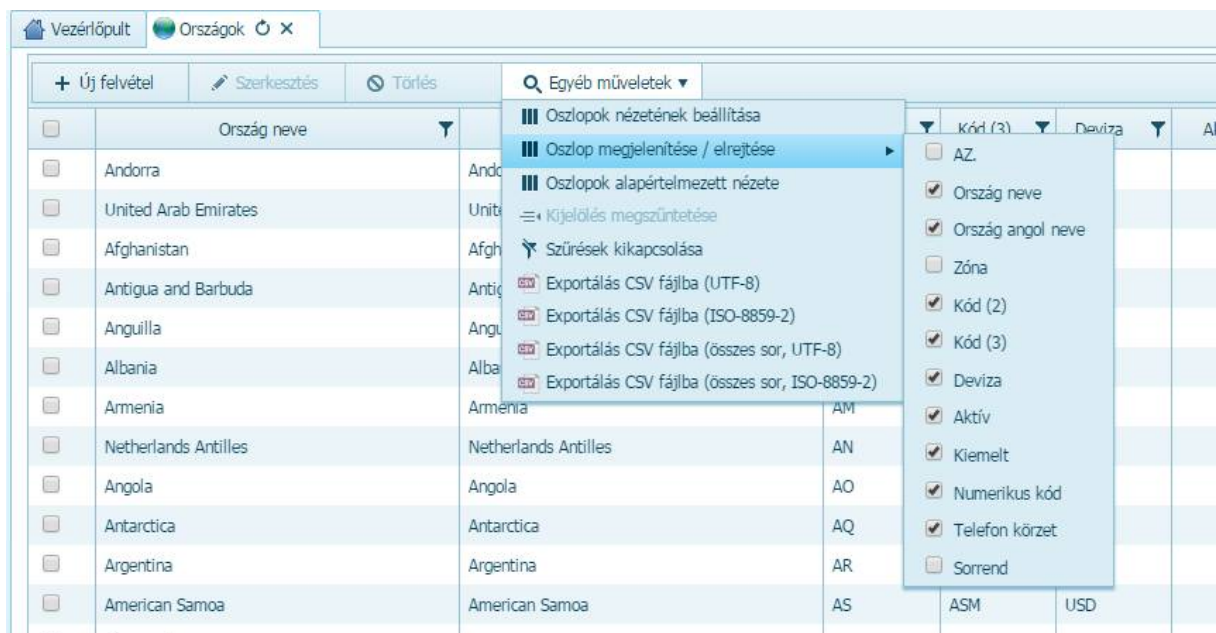 Vezérlőpult
Országok
Új felvétel
Szerkesztés
Törlés
Egyéb műveletek
Ország neve
Kód (3)
Deviza
Oszlopok nézetének beállítása
Oszlop megjelenítése / elrejtése
Oszlopok alapértelmezett nézete
Kijelölés megszűntetése
Szűrések kikapcsolása
Exportálás CSV fájlba (UTF-8)
Exportálás CSV fájlba (ISO-8859-2)
Exportálás CSV fájlba (összes sor, UTF-8)
Exportálás CSV fájlba (összes sor, ISO-8859-2)
AZ.
Ország neve
Ország angol neve
Zóna
Kód (2)
Kód (3)
Deviza
Aktív
Kiemelt
Numerikus kód
Telefon körzet
Sorrend
Andorra
United Arab Emirates
Afghanistan
Antigua and Barbuda
Anguilla
Albania
Armenia Armenia AM
Netherlands Antilles Netherlands Antilles AN
Angola Angola AO
Antarctica Antarctica AQ
Argentina Argentina AR
American Samoa American Samoa AS ASM USD